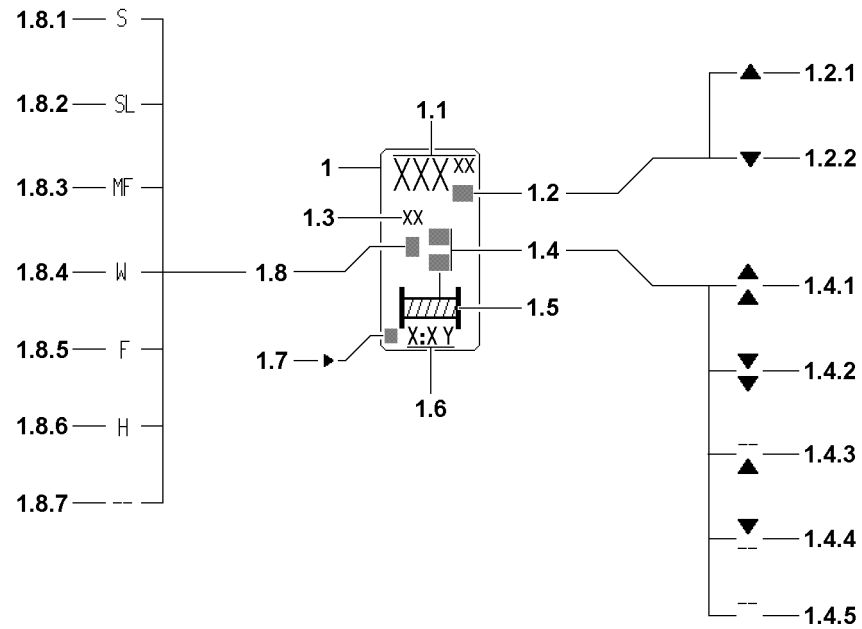 1.8.1 S
1.8.2 SL
1.8.3 MF
1.8.4 W
1.8.5 F
1.8.6 H
1.8.7 --
1.8
1.1
1
XXX XX
1.2
1.3 XX
1.4
1.5
X:X Y
1.7
1.6
1.2.1
1.2.2
1.4.1
1.4.2
-- 1.4.3
1.4.4
--
-- 1.4.5